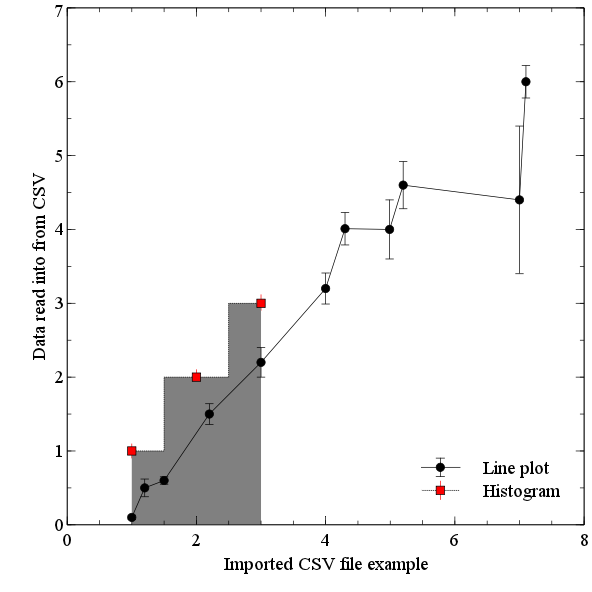 7
6
5
4
3
2
1
0
Data read into from CSV
Line plot
Histogram
0 2 4 6 8
Imported CSV file example